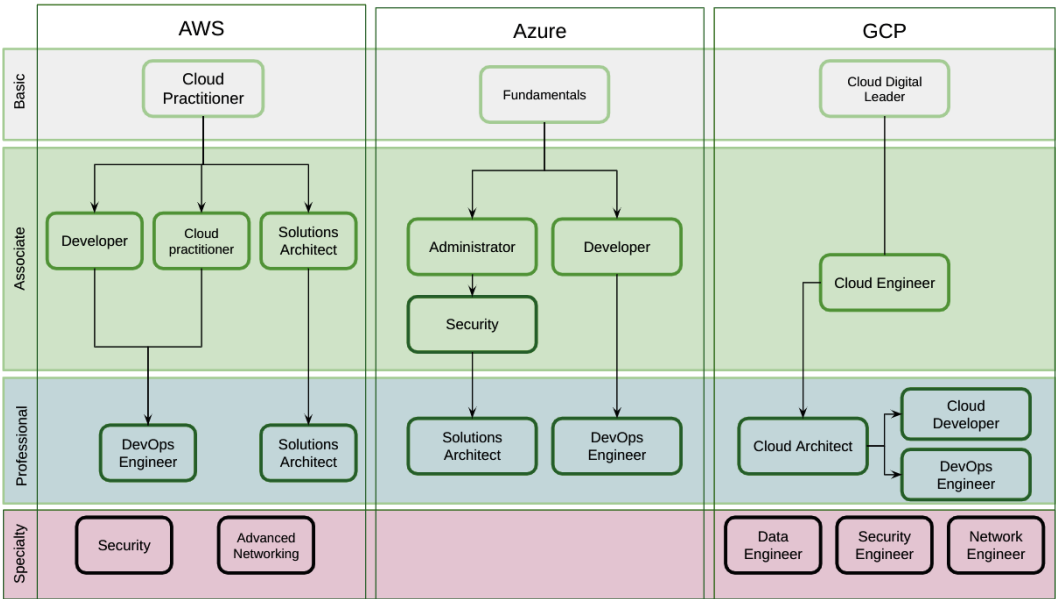 AWS
Azure
GCP
Basic
Cloud
Practitioner
Fundamentals
Cloud Digital
Leader
Associate
Developer
Cloud
practitioner
Solutions
Architect
Administrator
Developer
Security
Cloud Engineer
Professional
DevOps
Engineer
Solutions
Architect
Solutions
Architect
DevOps
Engineer
Cloud Architect
Cloud
Developer
DevOps
Engineer
Specialty
Security
Advanced
Networking
Data
Engineer
Security
Engineer
Network
Engineer